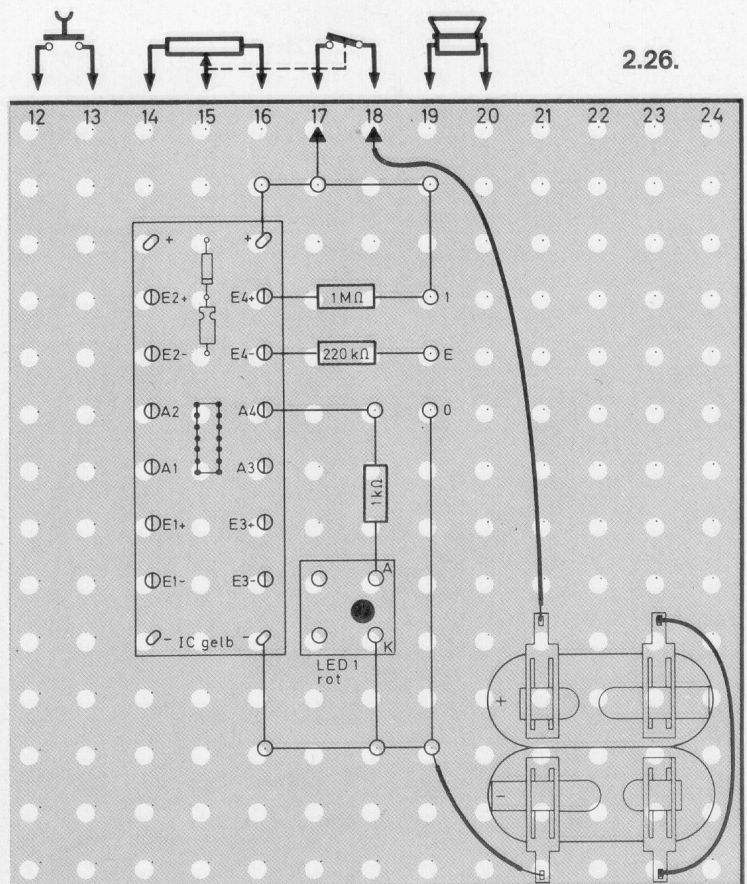 2.26.
12 13 14 15 16 17 18 19 20 21 22 23 24
+ +
E2+ E4+ 1MΩ 1
E2- E4- 220 kΩ E
A2 A4 0
A1 A3 1kΩ
E1+ E3+
E1- E3- A
- IC gelb - K
LED 1
rot
+
-